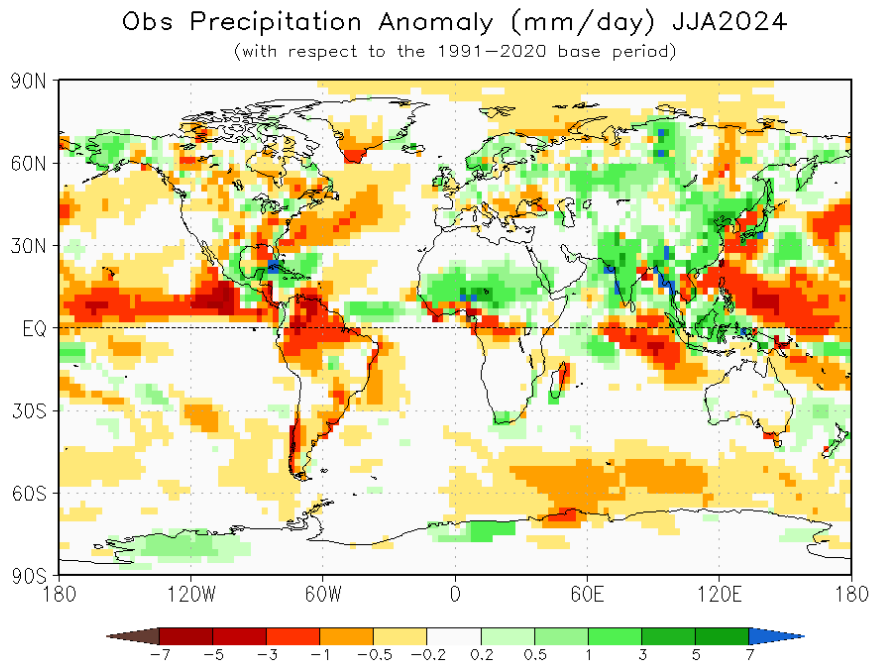 Obs Precipitation Anomaly (mm/day) JJA2024
(with respect to the 1991−2020 base period)
90N
60N
30N
EQ
30S
60S
90S
180 120W 60W 0 60E 120E 180
−7 −5 −3 −1 −0.5 −0.2 0.2 0.5 1 3 5 7